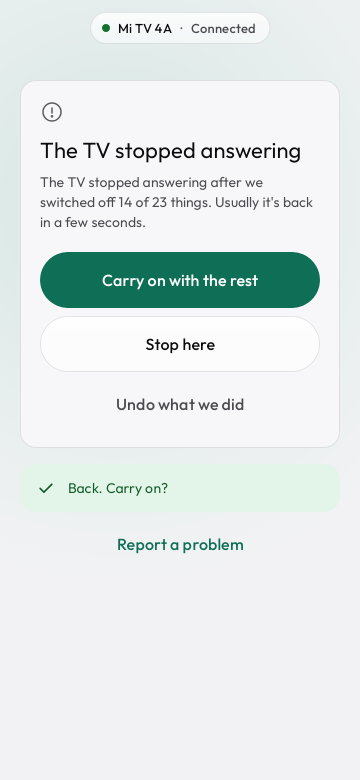 Mi TV 4A · Connected
The TV stopped answering
The TV stopped answering after we
switched off 14 of 23 things. Usually it's back
in a few seconds.
Carry on with the rest
Stop here
Undo what we did
Back. Carry on?
Report a problem